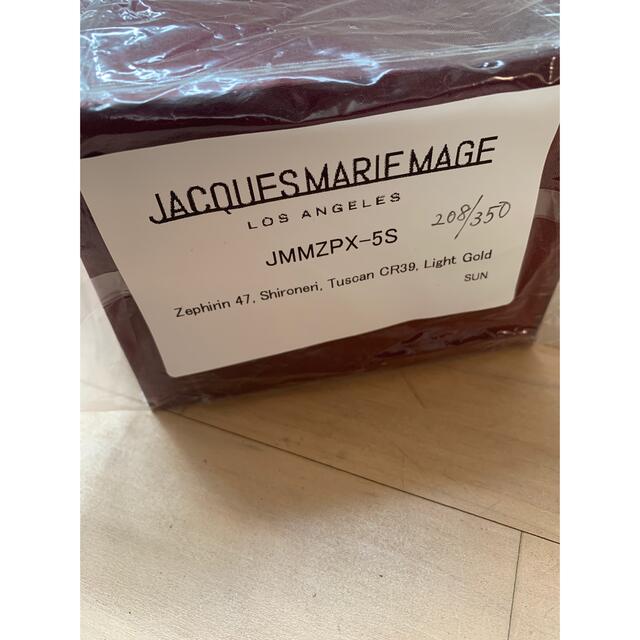 JACQUESMARIEMAGE
LOS ANGELES
JMMZPX-5S 208/350
Zephirin 47, Shironeri, Tuscan CR39, Light Gold
SUN